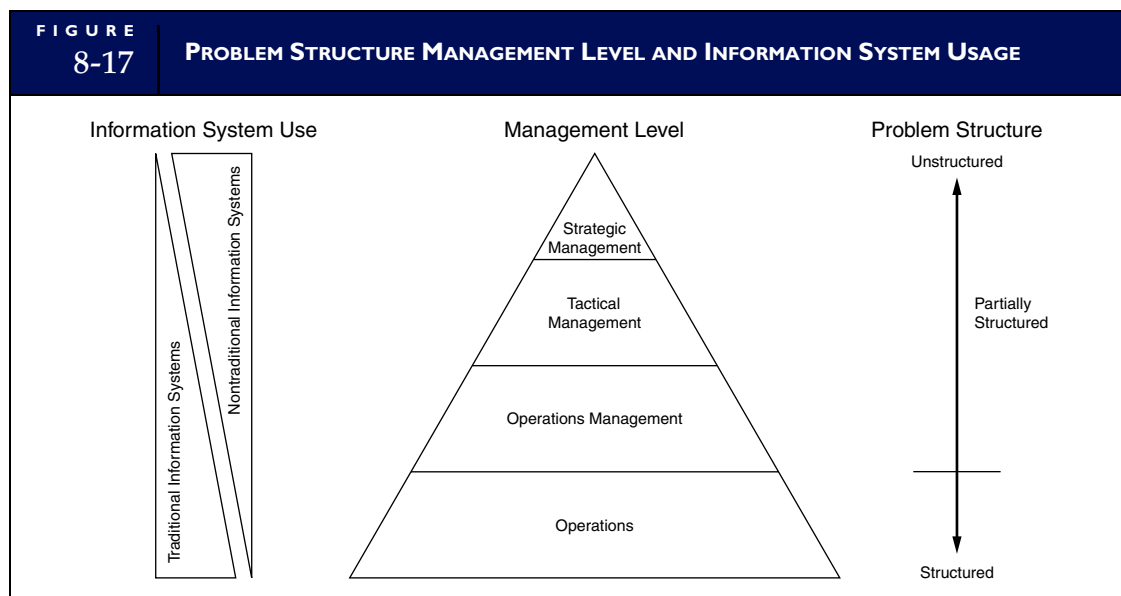 FIGURE
8-17
PROBLEM STRUCTURE MANAGEMENT LEVEL AND INFORMATION SYSTEM USAGE
Information System Use
Management Level
Problem Structure
Traditional Information Systems
Nontraditional Information Systems
Strategic
Management
Tactical
Management
Operations Management
Operations
Unstructured
Partially
Structured
Structured